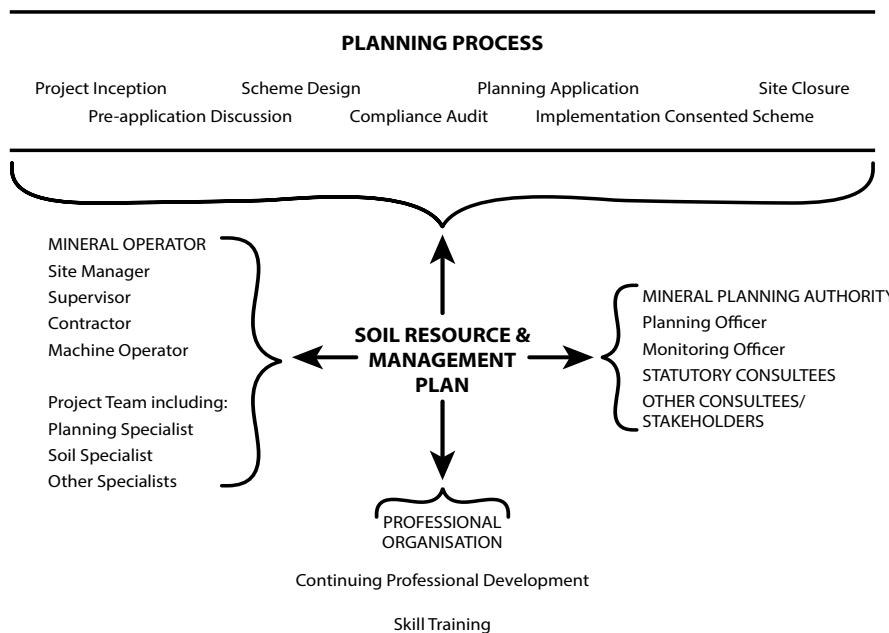 PLANNING PROCESS
Project Inception Scheme Design Planning Application Site Closure
Pre-application Discussion Compliance Audit Implementation Consented Scheme
MINERAL OPERATOR
Site Manager
Supervisor
Contractor
Machine Operator
Project Team including:
Planning Specialist
Soil Specialist
Other Specialists
SOIL RESOURCE &
MANAGEMENT
PLAN
MINERAL PLANNING AUTHORITY
Planning Officer
Monitoring Officer
STATUTORY CONSULTEES
OTHER CONSULTEES/
STAKEHOLDERS
PROFESSIONAL
ORGANISATION
Continuing Professional Development
Skill Training